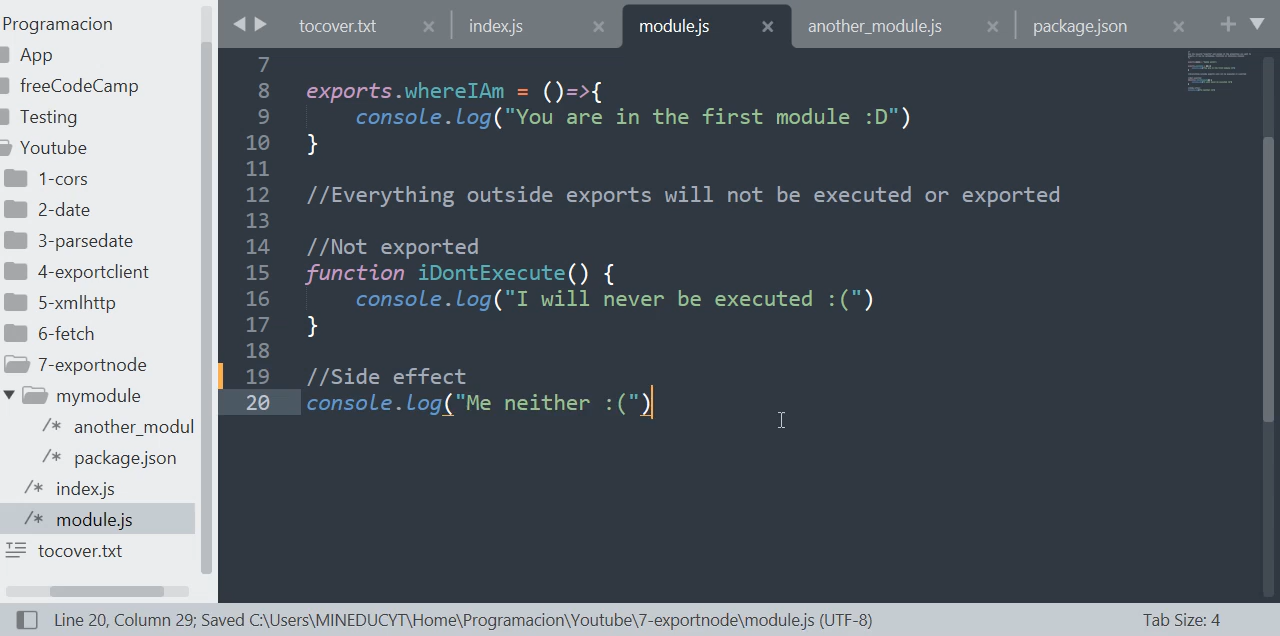 Programacion
App
freeCodeCamp
Testing
Youtube
1-cors
2-date
3-parsedate
4-exportclient
5-xmlhttp
6-fetch
7-exportnode
mymodule
/* another_modul
/* package.json
/* index.js
/* module.js
tocover.txt
tocover.txt × index.js × module.js × another_module.js × package.json × +
7
8 exports.whereIAm = ()=>{
9 console.log("You are in the first module :D")
10 }
11
12 //Everything outside exports will not be executed or exported
13
14 //Not exported
15 function iDontExecute() {
16 console.log("I will never be executed :(")
17 }
18
19 //Side effect
20 console.log("Me neither :(")
Line 20, Column 29; Saved C:\Users\MINEDUCYT\Home\Programacion\Youtube\7-exportnode\module.js (UTF-8) Tab Size: 4